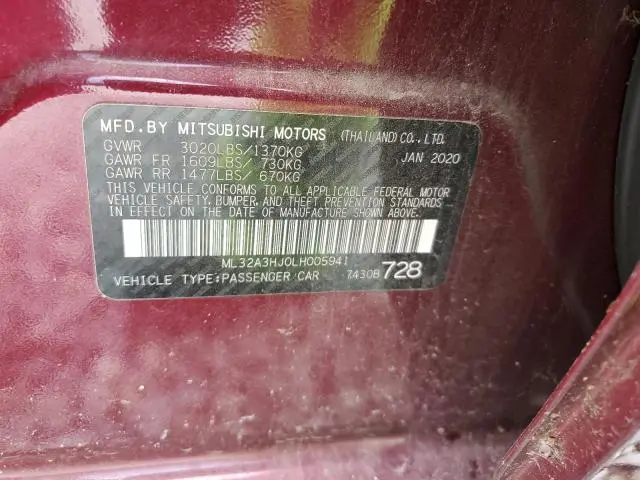 MFD. BY MITSUBISHI MOTORS (THAILAND) CO., LTD.
GVWR 3020LBS/1370KG JAN 2020
GAWR FR 1609LBS/ 730KG
GAWR RR 1477LBS/ 670KG
THIS VEHICLE CONFORMS TO ALL APPLICABLE FEDERAL MOTOR
VEHICLE SAFETY, BUMPER, AND THEFT PREVENTION STANDARDS
IN EFFECT ON THE DATE OF MANUFACTURE SHOWN ABOVE.
ML32A3HJ0LH005941
VEHICLE TYPE:PASSENGER CAR 7430B 728